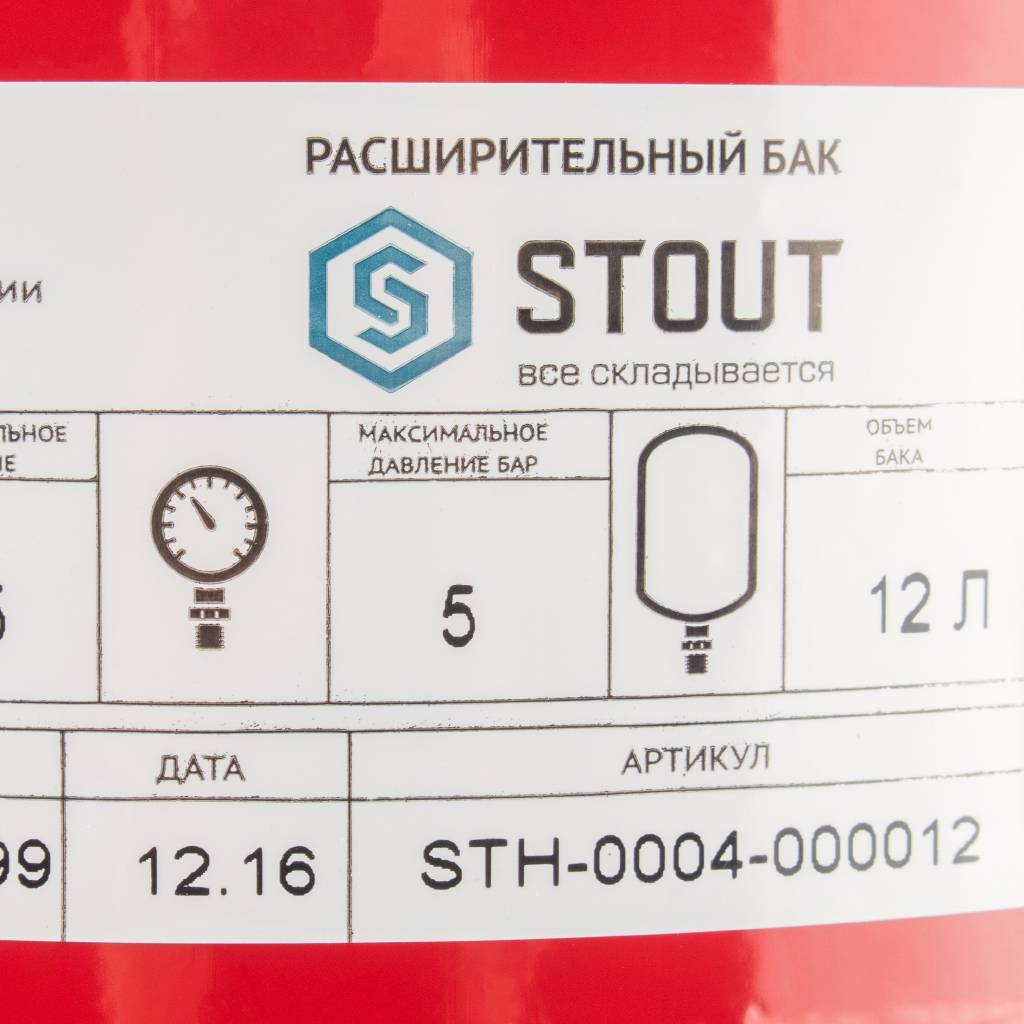 РАСШИРИТЕЛЬНЫЙ БАК
STOUT
все складывается
МАКСИМАЛЬНОЕ
ДАВЛЕНИЕ БАР
ОБЪЕМ
БАКА
5
12 Л
ДАТА
АРТИКУЛ
99
12.16
STH-0004-000012